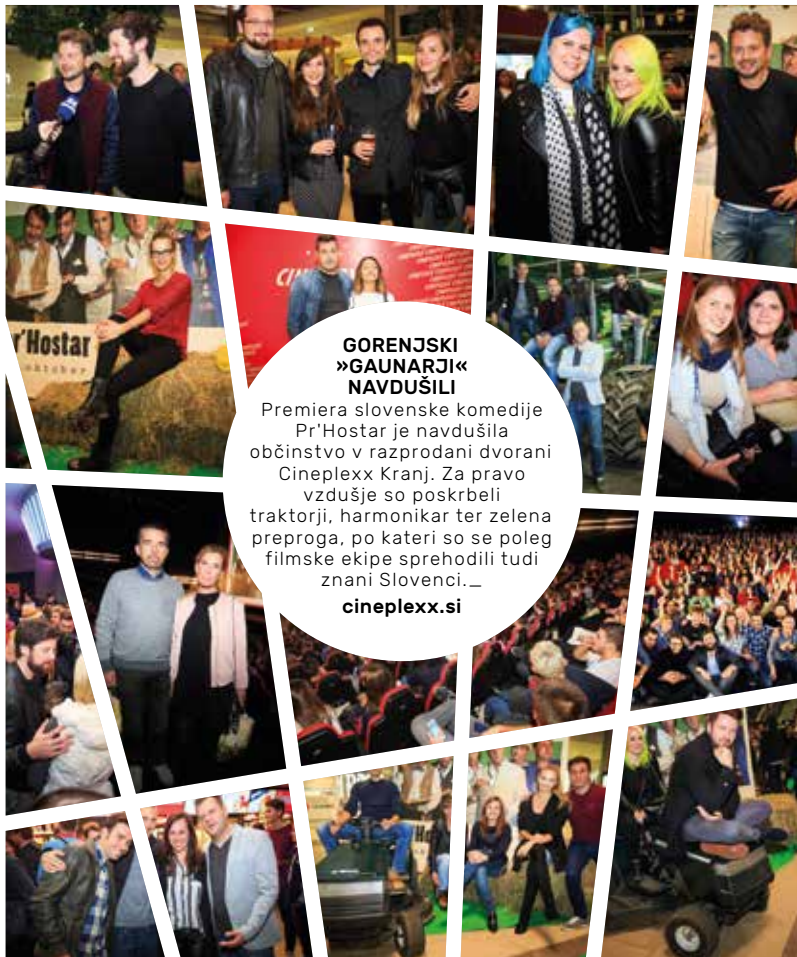 GORENJSKI
»GAUNARJI«
NAVDUŠILI
Premiera slovenske komedije
Pr'Hostar je navdušila
občinstvo v razprodani dvorani
Cineplexx Kranj. Za pravo
vzdušje so poskrbeli
traktorji, harmonikar ter zelena
preproga, po kateri so se poleg
filmske ekipe sprehodili tudi
znani Slovenci._
cineplexx.si
r'Hostar
oktober